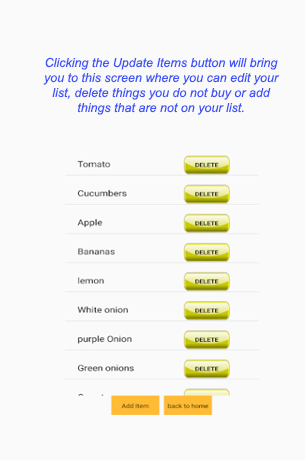 Clicking the Update Items button will bring
you to this screen where you can edit your
list, delete things you do not buy or add
things that are not on your list.
Tomato DELETE
Cucumbers DELETE
Apple DELETE
Bananas DELETE
lemon DELETE
White onion DELETE
purple Onion DELETE
Green onions DELETE
Add Item back to home